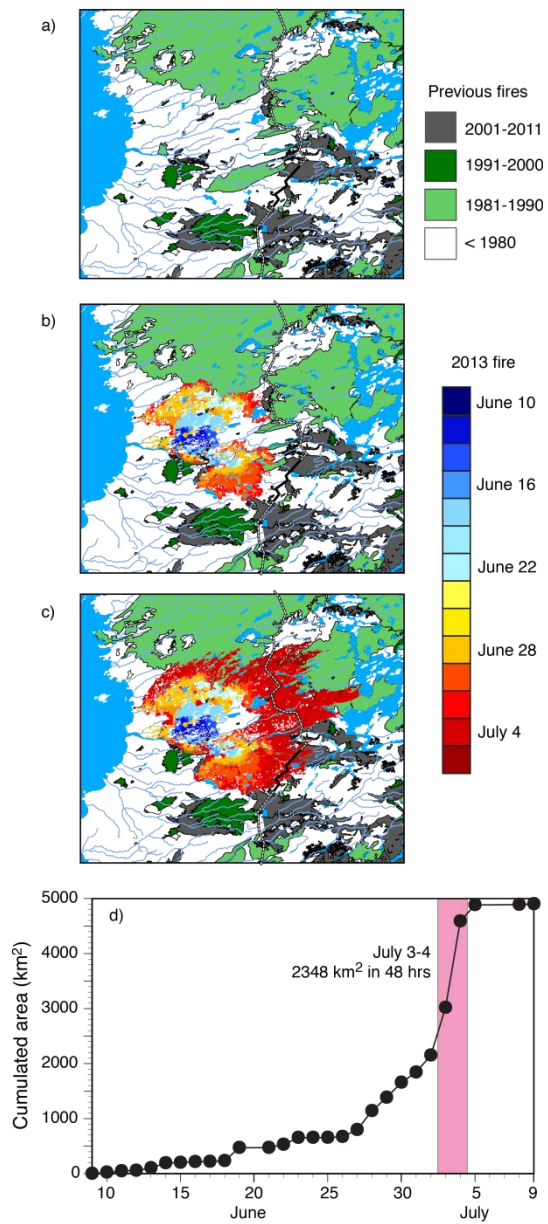 a)
Previous fires
2001-2011
1991-2000
1981-1990
< 1980
b)
2013 fire
June 10
June 16
June 22
June 28
July 4
c)
d)
July 3-4
2348 km² in 48 hrs
Cumulated area (km²)
5000
4000
3000
2000
1000
0
10 15 20 25 30 5 9
June July